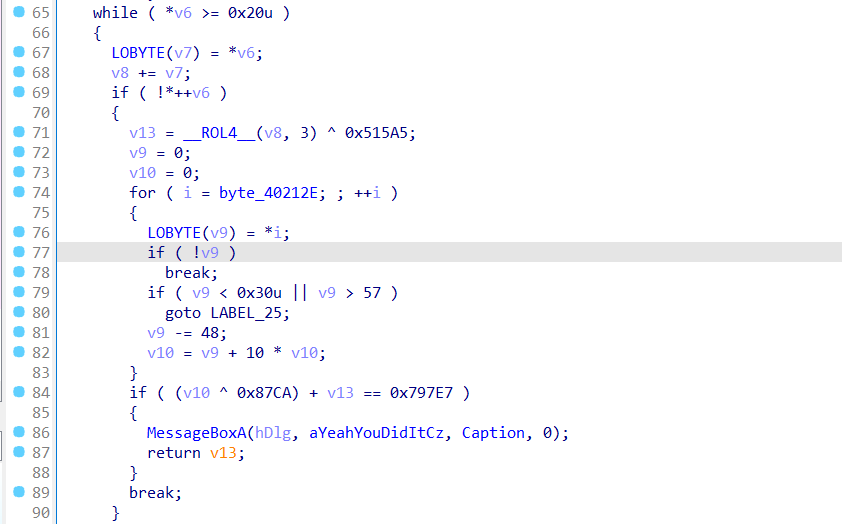 65 while ( *v6 >= 0x20u )
66 {
67 LOBYTE(v7) = *v6;
68 v8 += v7;
69 if ( !*++v6 )
70 {
71 v13 = __ROL4__(v8, 3) ^ 0x515A5;
72 v9 = 0;
73 v10 = 0;
74 for ( i = byte_40212E; ; ++i )
75 {
76 LOBYTE(v9) = *i;
77 if ( !v9 )
78 break;
79 if ( v9 < 0x30u || v9 > 57 )
80 goto LABEL_25;
81 v9 -= 48;
82 v10 = v9 + 10 * v10;
83 }
84 if ( (v10 ^ 0x87CA) + v13 == 0x797E7 )
85 {
86 MessageBoxA(hDlg, aYeahYouDidItCz, Caption, 0);
87 return v13;
88 }
89 break;
90 }